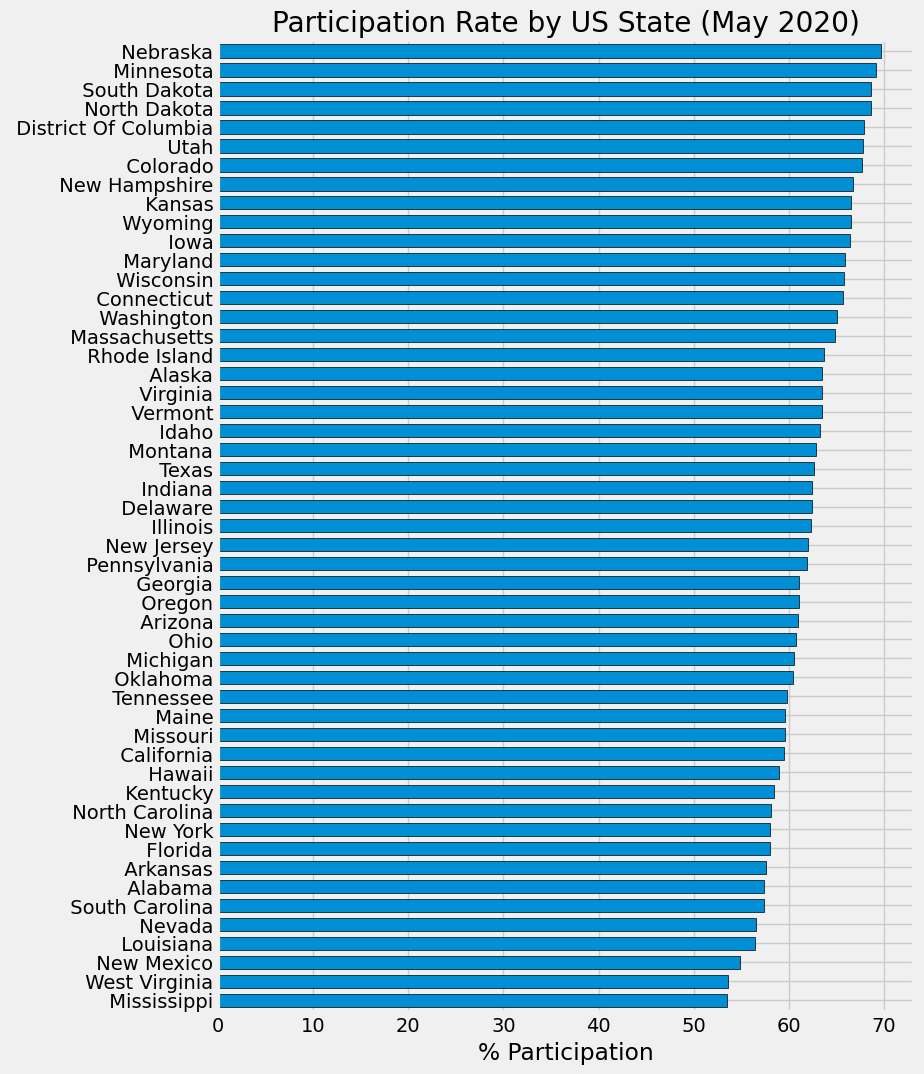 Participation Rate by US State (May 2020)
Nebraska
Minnesota
South Dakota
North Dakota
District Of Columbia
Utah
Colorado
New Hampshire
Kansas
Wyoming
Iowa
Maryland
Wisconsin
Connecticut
Washington
Massachusetts
Rhode Island
Alaska
Virginia
Vermont
Idaho
Montana
Texas
Indiana
Delaware
Illinois
New Jersey
Pennsylvania
Georgia
Oregon
Arizona
Ohio
Michigan
Oklahoma
Tennessee
Maine
Missouri
California
Hawaii
Kentucky
North Carolina
New York
Florida
Arkansas
Alabama
South Carolina
Nevada
Louisiana
New Mexico
West Virginia
Mississippi
0 10 20 30 40 50 60 70
% Participation